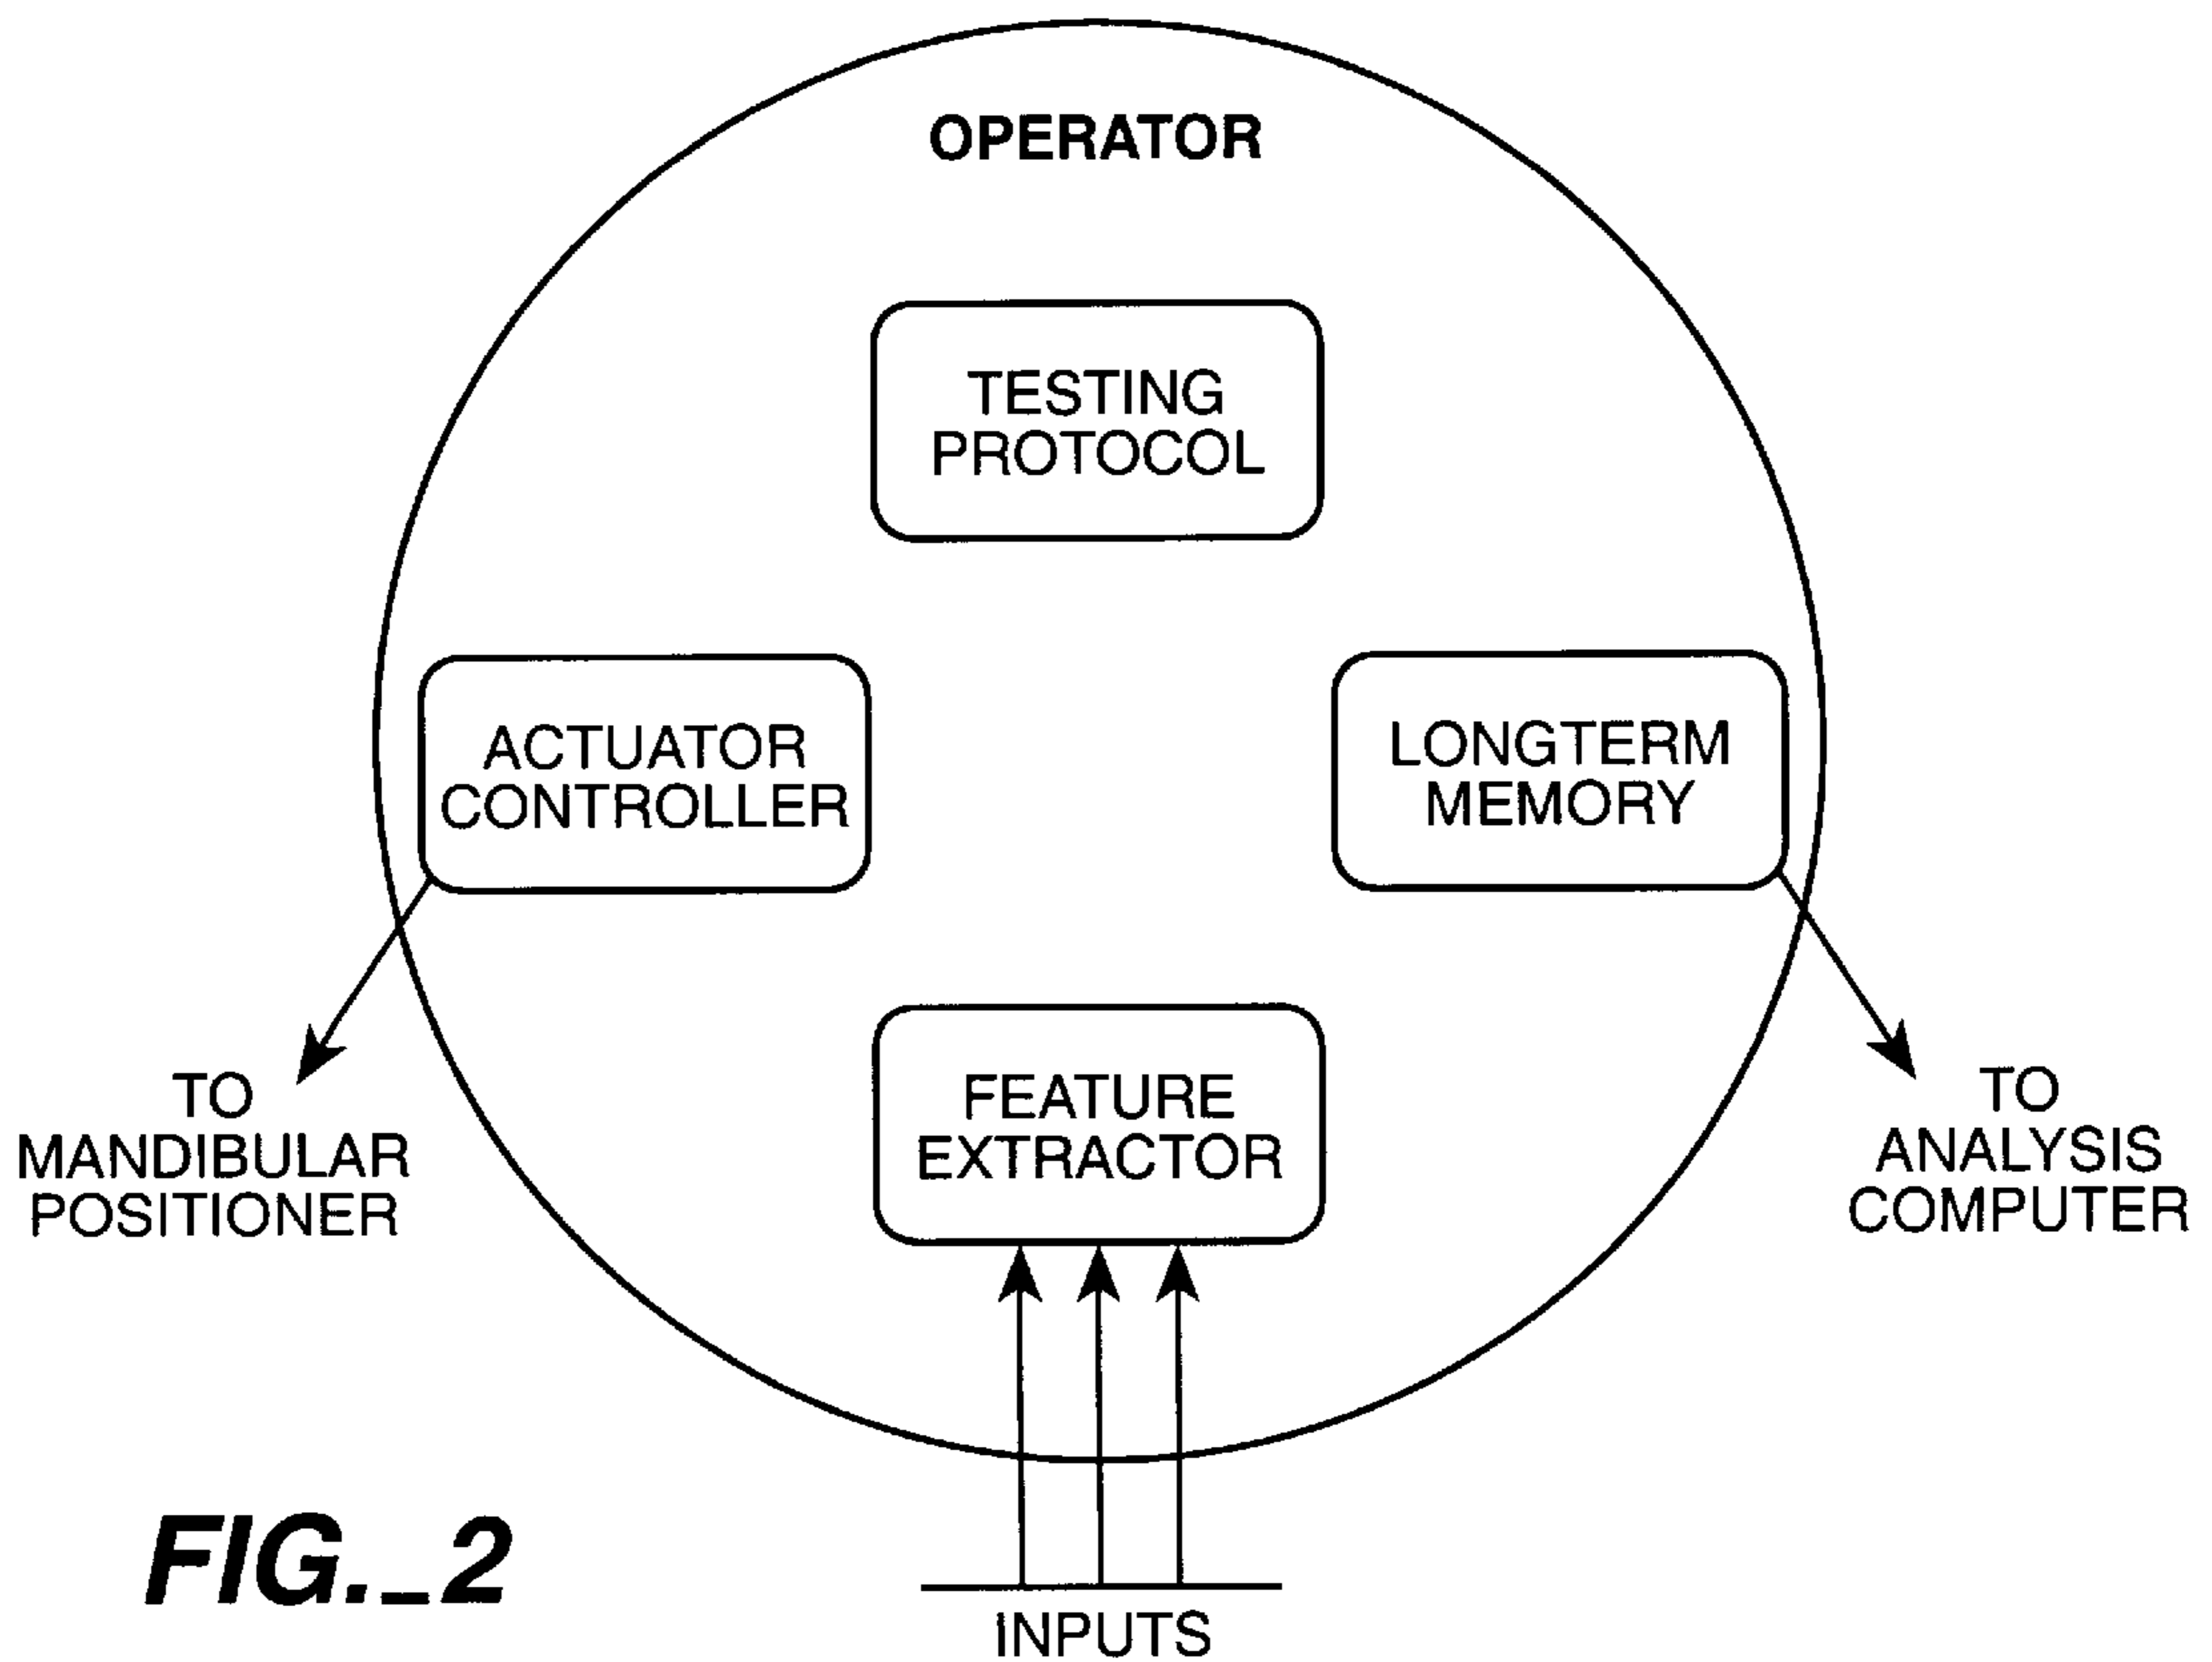 OPERATOR
TESTING
PROTOCOL
ACTUATOR
CONTROLLER
LONGTERM
MEMORY
FEATURE
EXTRACTOR
TO
MANDIBULAR
POSITIONER
TO
ANALYSIS
COMPUTER
INPUTS
FIG._2